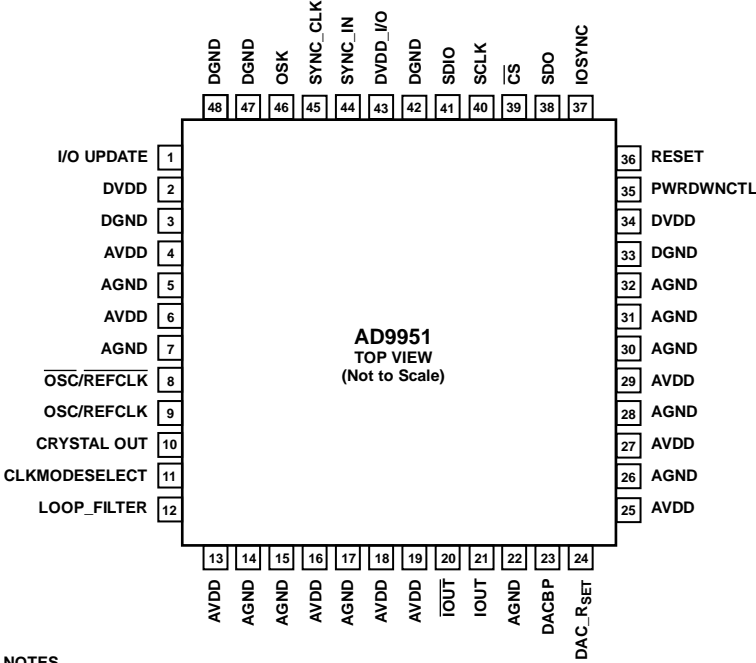 DGND
DGND
OSK
SYNC_CLK
SYNC_IN
DVDD_I/O
DGND
SDIO
SCLK
CS
SDO
IOSYNC
48 47 46 45 44 43 42 41 40 39 38 37
I/O UPDATE 1
DVDD 2
DGND 3
AVDD 4
AGND 5
AVDD 6
AGND 7
OSC/REFCLK 8
OSC/REFCLK 9
CRYSTAL OUT 10
CLKMODESELECT 11
LOOP_FILTER 12
AD9951
TOP VIEW
(Not to Scale)
36 RESET
35 PWRDWNCTL
34 DVDD
33 DGND
32 AGND
31 AGND
30 AGND
29 AVDD
28 AGND
27 AVDD
26 AGND
25 AVDD
13 14 15 16 17 18 19 20 21 22 23 24
AVDD
AGND
AGND
AVDD
AGND
AVDD
AVDD
IOUT
IOUT
AGND
DACBP
DAC_RSET
NOTES